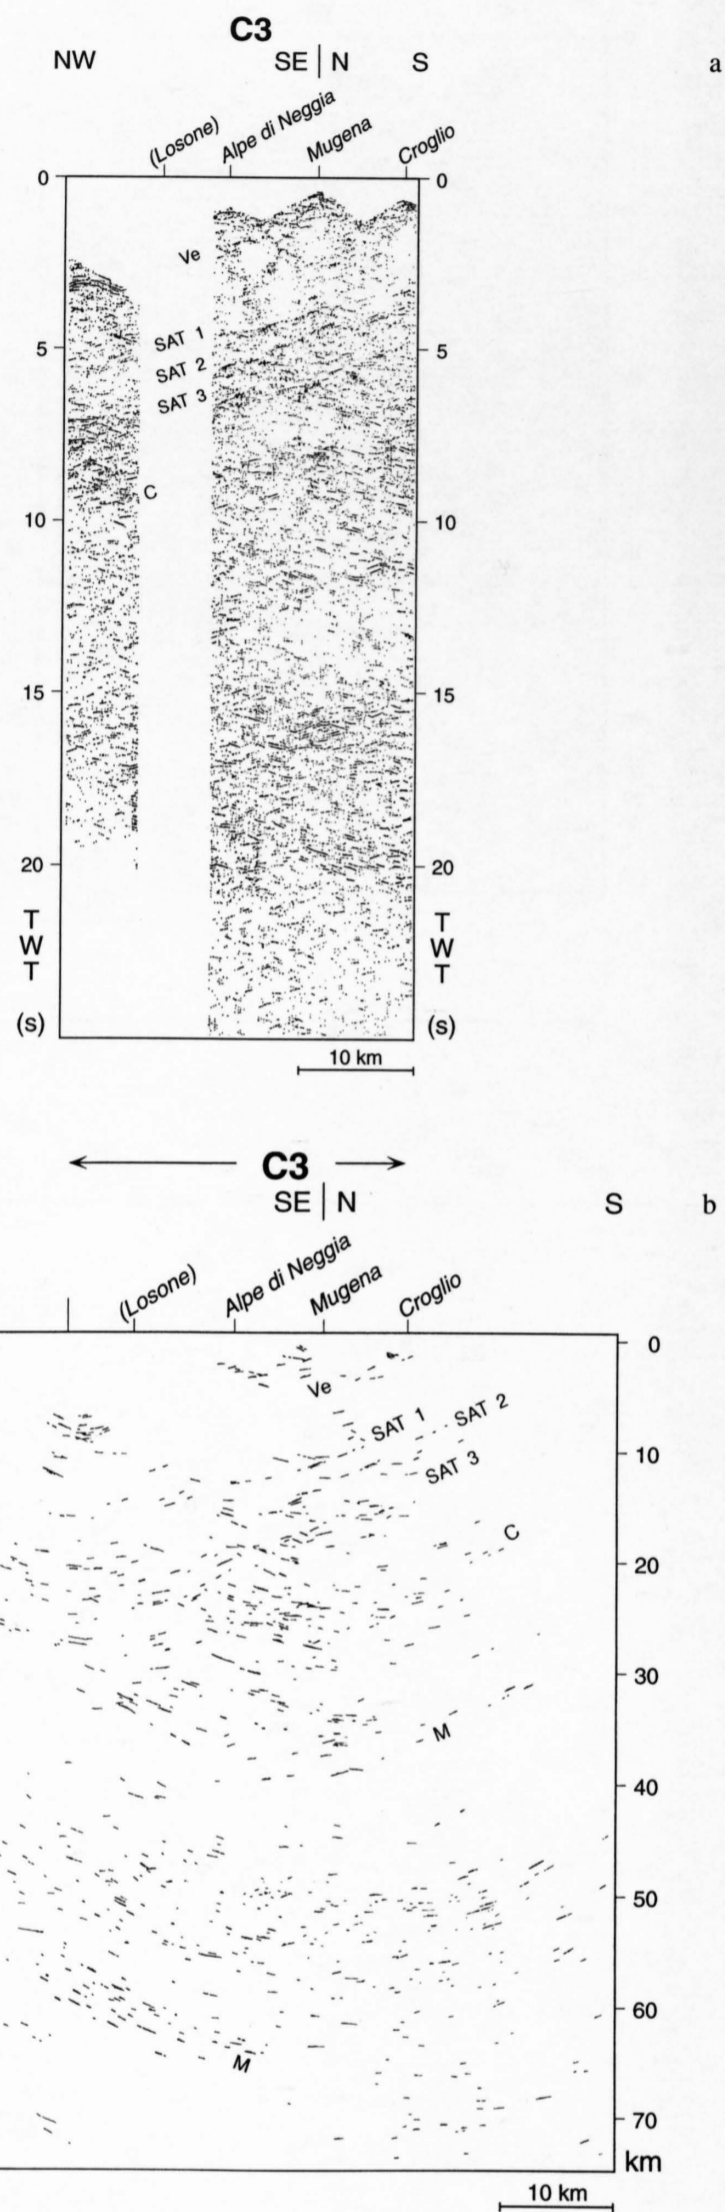 C3
NW SE | N S a
(Losone) Alpe di Neggia Mugena Croglio
0 0
Ve
SAT 1
5 5
SAT 2
SAT 3
C
10 10
15 15
20 20
T T
W W
T T
(s) (s)
10 km
C3
SE | N S b
(Losone) Alpe di Neggia Mugena Croglio
0
Ve
SAT 1 SAT 2
10
SAT 3
C
20
30
M
40
50
60
M
70
km
10 km